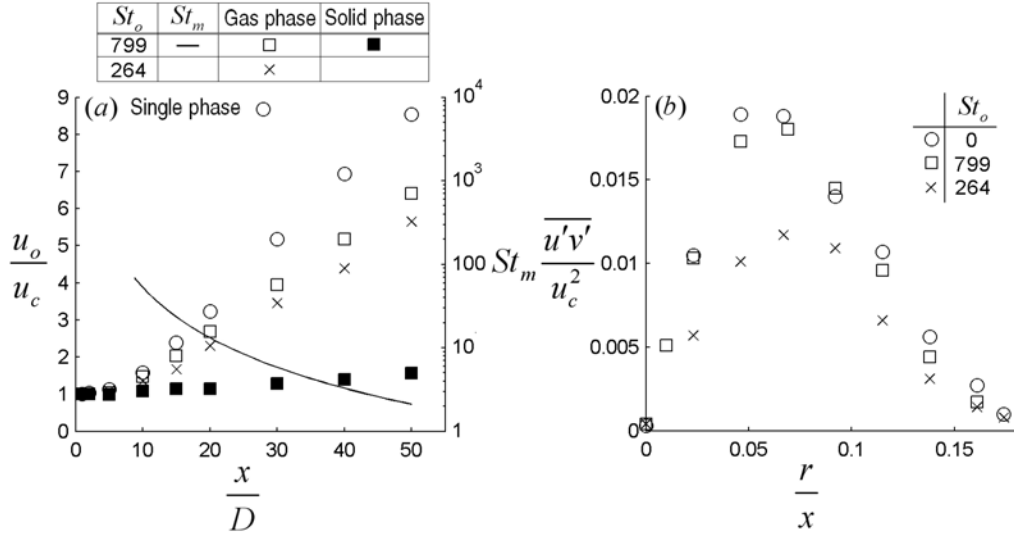 St_o St_m Gas phase Solid phase
799 — □ ■
264 ×
(a) Single phase ○
9
8
7
6
5
4
3
2
1
0
u_o
u_c
0 10 20 30 40 50
x
D
10^4
10^3
100
10
1
St_m
(b)
St_o
○ 0
□ 799
× 264
0.02
0.015
0.01
0.005
0
\overline{u'v'}
u_c^2
0 0.05 0.1 0.15
r
x